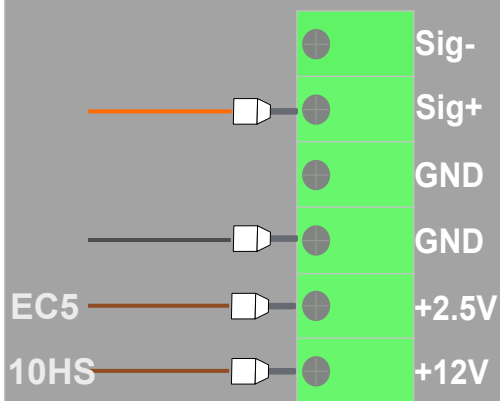 Sig-
Sig+
GND
GND
EC5 +2.5V
10HS +12V